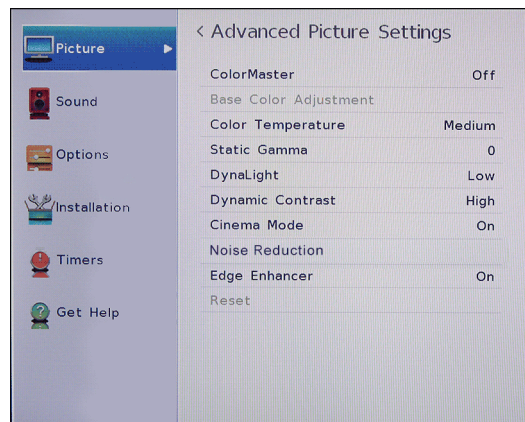 Picture
Sound
Options
Installation
Timers
Get Help
< Advanced Picture Settings
ColorMaster Off
Base Color Adjustment
Color Temperature Medium
Static Gamma 0
DynaLight Low
Dynamic Contrast High
Cinema Mode On
Noise Reduction
Edge Enhancer On
Reset